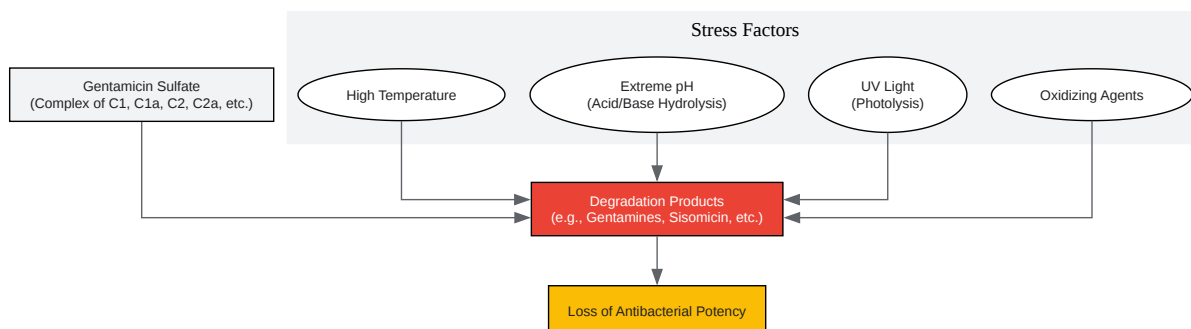 Stress Factors
Gentamicin Sulfate
(Complex of C1, C1a, C2, C2a, etc.)
High Temperature
Extreme pH
(Acid/Base Hydrolysis)
UV Light
(Photolysis)
Oxidizing Agents
Degradation Products
(e.g., Gentamines, Sisomicin, etc.)
Loss of Antibacterial Potency